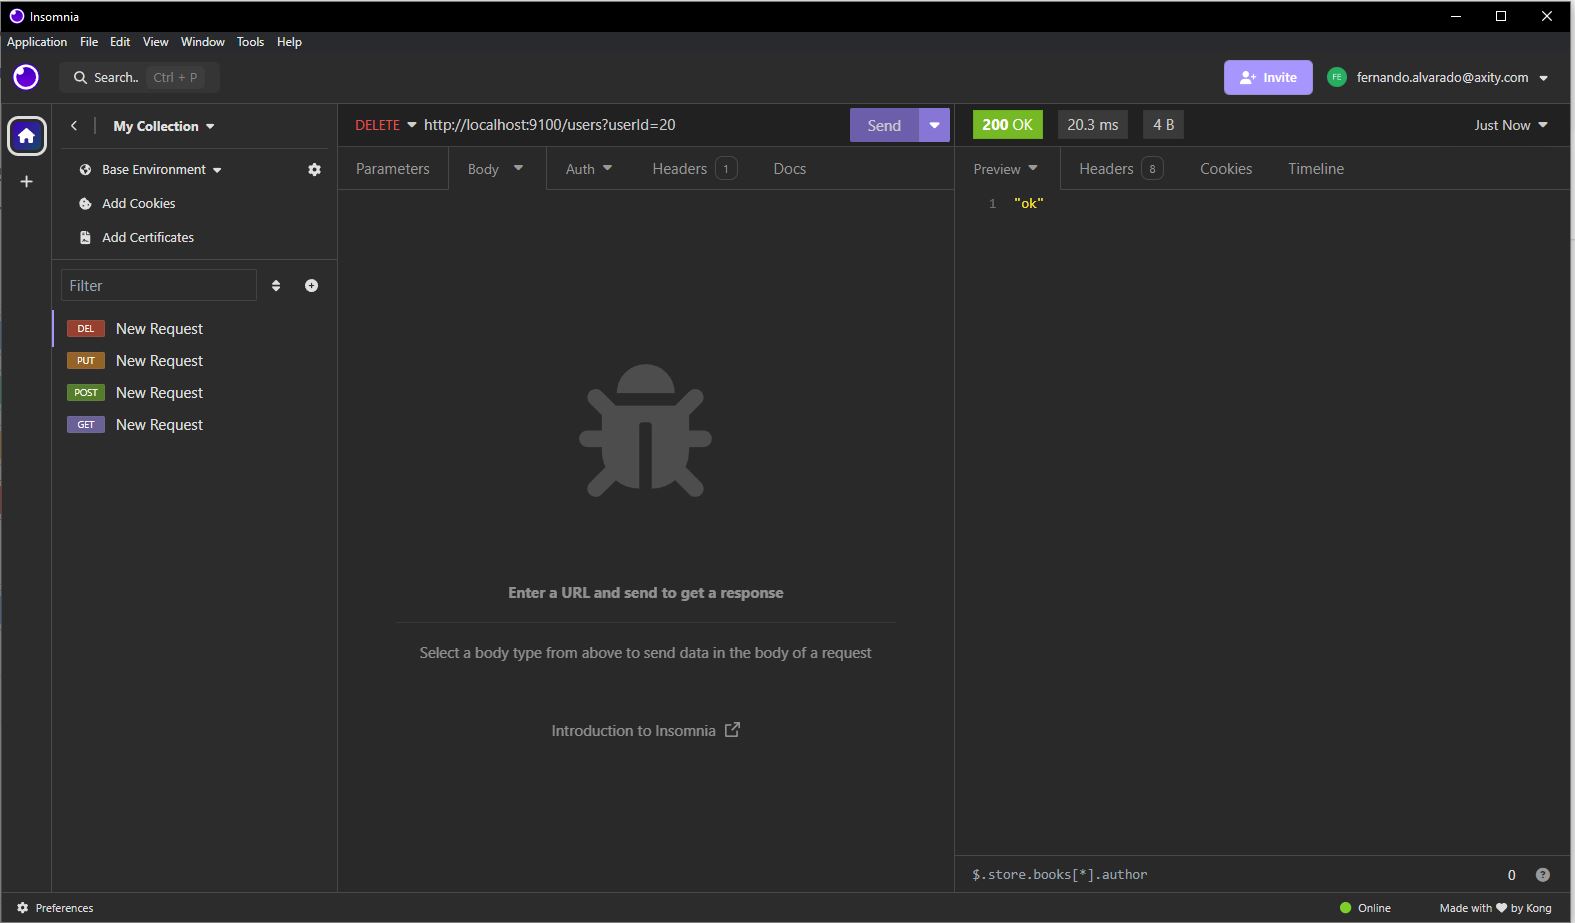 Insomnia
Application File Edit View Window Tools Help
Search.. Ctrl + P
Invite
FE
fernando.alvarado@axity.com
My Collection
Base Environment
Add Cookies
Add Certificates
Filter
DEL New Request
PUT New Request
POST New Request
GET New Request
DELETE http://localhost:9100/users?userId=20
Send
Parameters Body Auth Headers 1 Docs
Enter a URL and send to get a response
Select a body type from above to send data in the body of a request
Introduction to Insomnia
200 OK 20.3 ms 4 B
Just Now
Preview Headers 8 Cookies Timeline
1 "ok"
$.store.books[*].author
0 ?
Preferences
Online
Made with ❤ by Kong